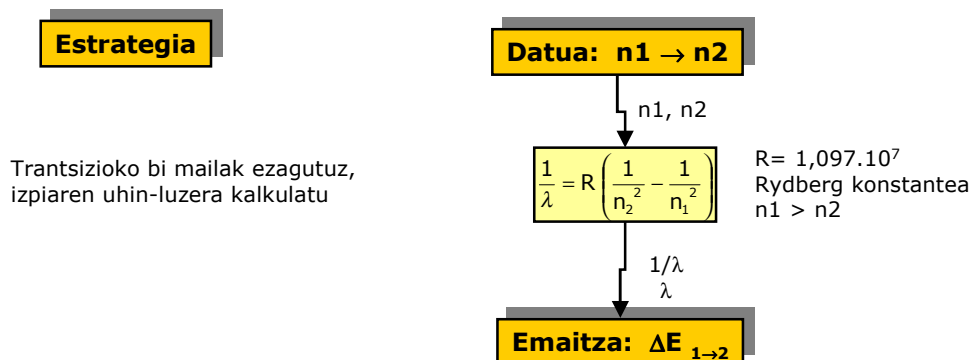 Estrategia
Datua: n1 → n2
n1, n2
Trantsizioko bi mailak ezagutuz,
izpiaren uhin-luzera kalkulatu
1/λ = R (1/n₂² − 1/n₁²)
R= 1,097.10⁷
Rydberg konstantea
n1 > n2
1/λ
λ
Emaitza: ΔE ₁→₂